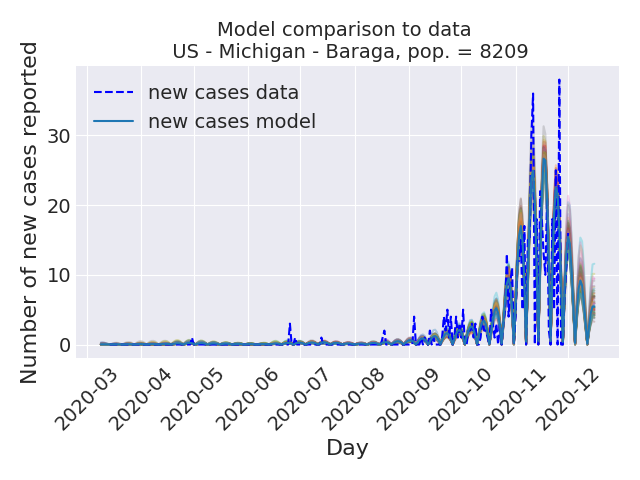 Model comparison to data
US - Michigan - Baraga, pop. = 8209
Number of new cases reported
new cases data
new cases model
30
20
10
0
2020-03
2020-04
2020-05
2020-06
2020-07
2020-08
2020-09
2020-10
2020-11
2020-12
Day